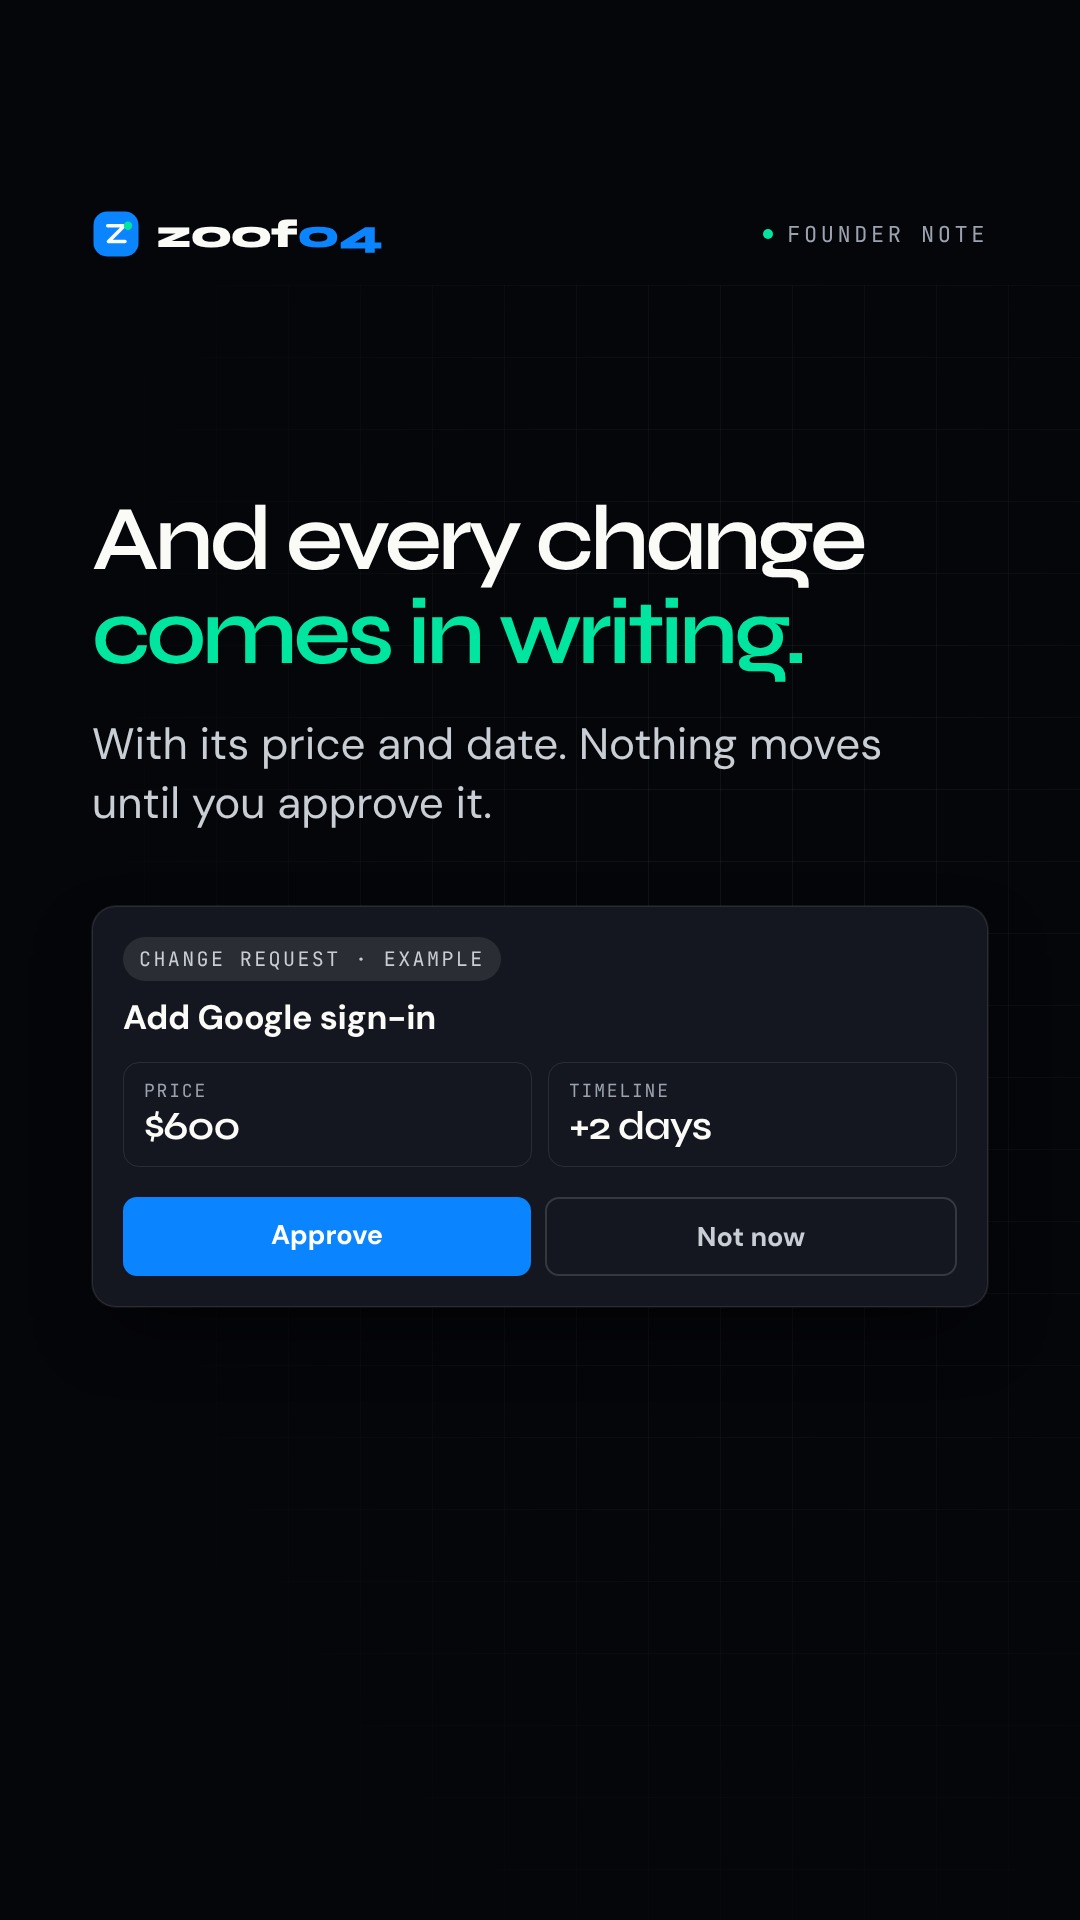 zoof04
FOUNDER NOTE
And every change
comes in writing.
With its price and date. Nothing moves
until you approve it.
CHANGE REQUEST · EXAMPLE
Add Google sign-in
PRICE
$600
TIMELINE
+2 days
Approve
Not now